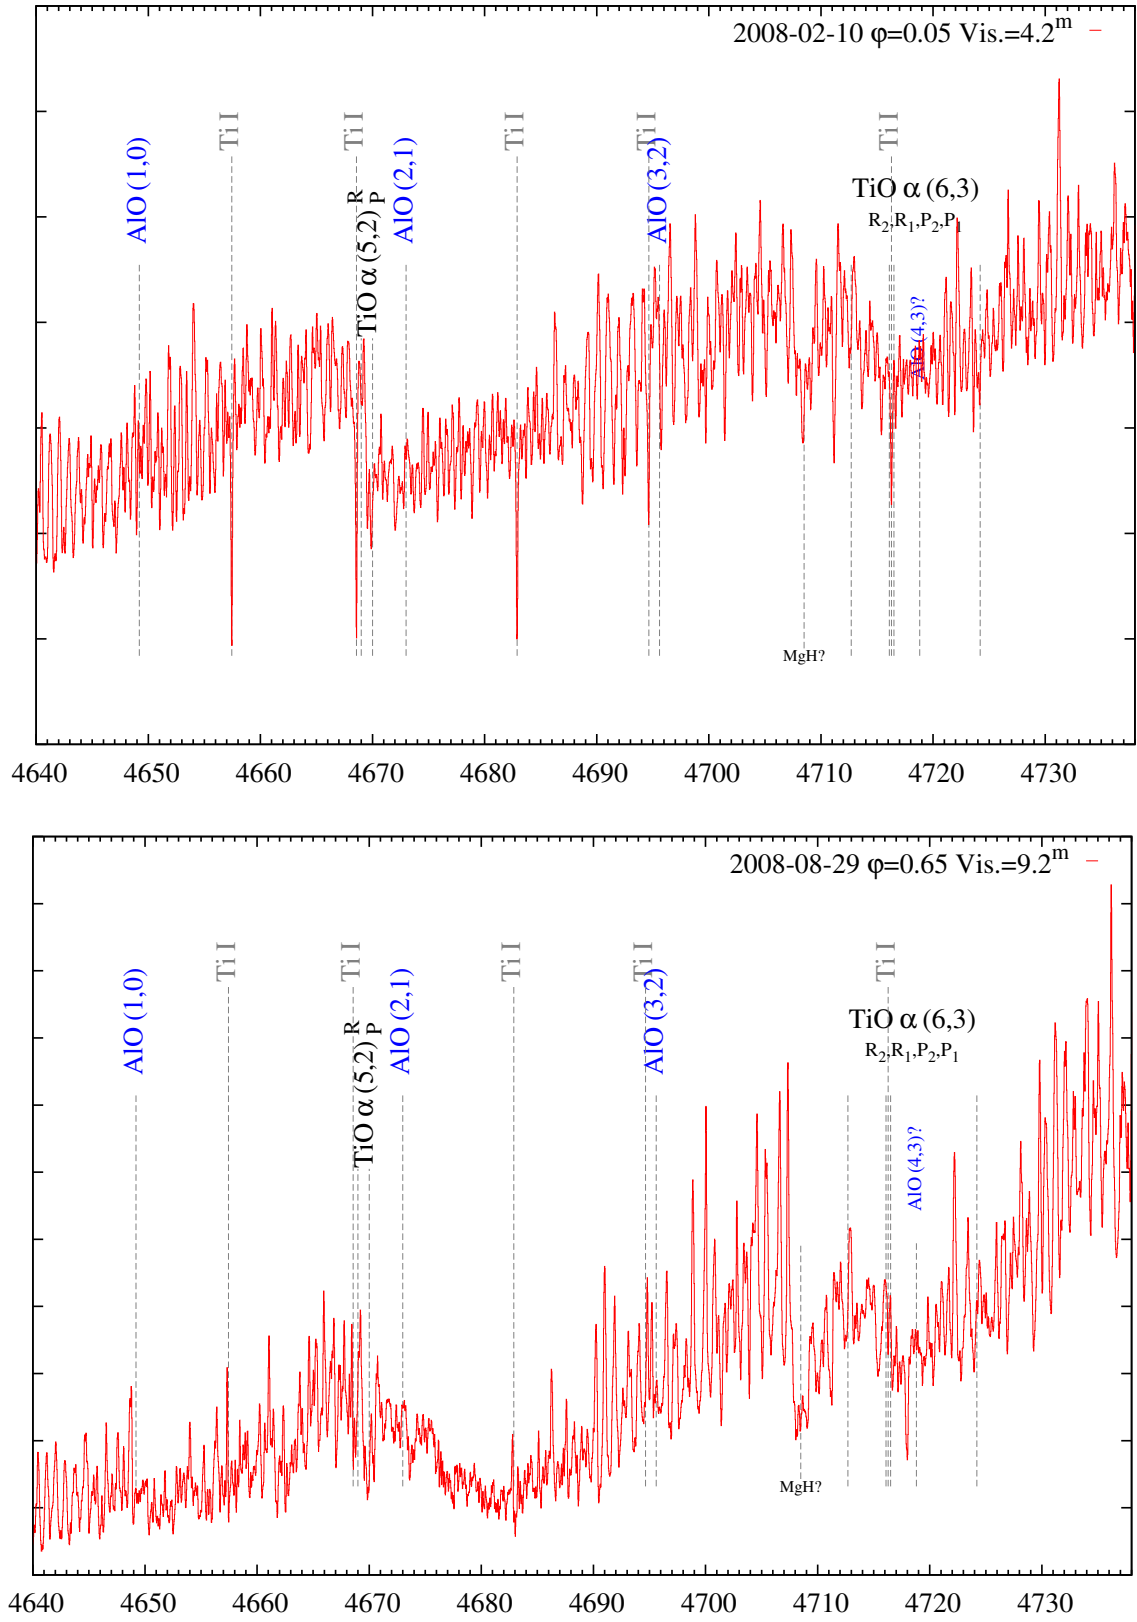 2008-02-10 φ=0.05 Vis.=4.2m
AlO (1,0)
Ti I
Ti I
TiO α (5,2) R P
AlO (2,1)
Ti I
Ti I
AlO (3,2)
Ti I
TiO α (6,3)
R2,R1,P2,P1
AlO (4,3)?
MgH?
4640 4650 4660 4670 4680 4690 4700 4710 4720 4730
2008-08-29 φ=0.65 Vis.=9.2m
AlO (1,0)
Ti I
Ti I
TiO α (5,2) R P
AlO (2,1)
Ti I
Ti I
AlO (3,2)
Ti I
TiO α (6,3)
R2,R1,P2,P1
AlO (4,3)?
MgH?
4640 4650 4660 4670 4680 4690 4700 4710 4720 4730